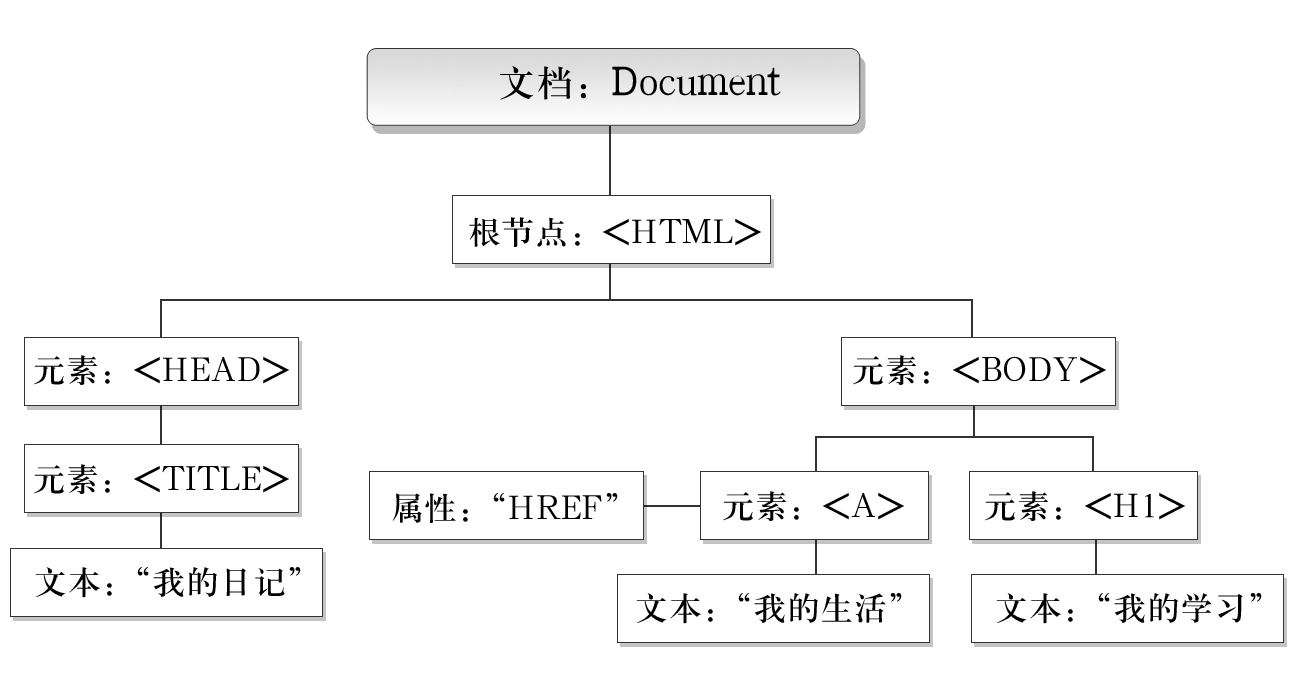 文档：Document
根节点：<HTML>
元素：<HEAD>
元素：<BODY>
元素：<TITLE>
属性：“HREF”
元素：<A>
元素：<H1>
文本：“我的日记”
文本：“我的生活”
文本：“我的学习”